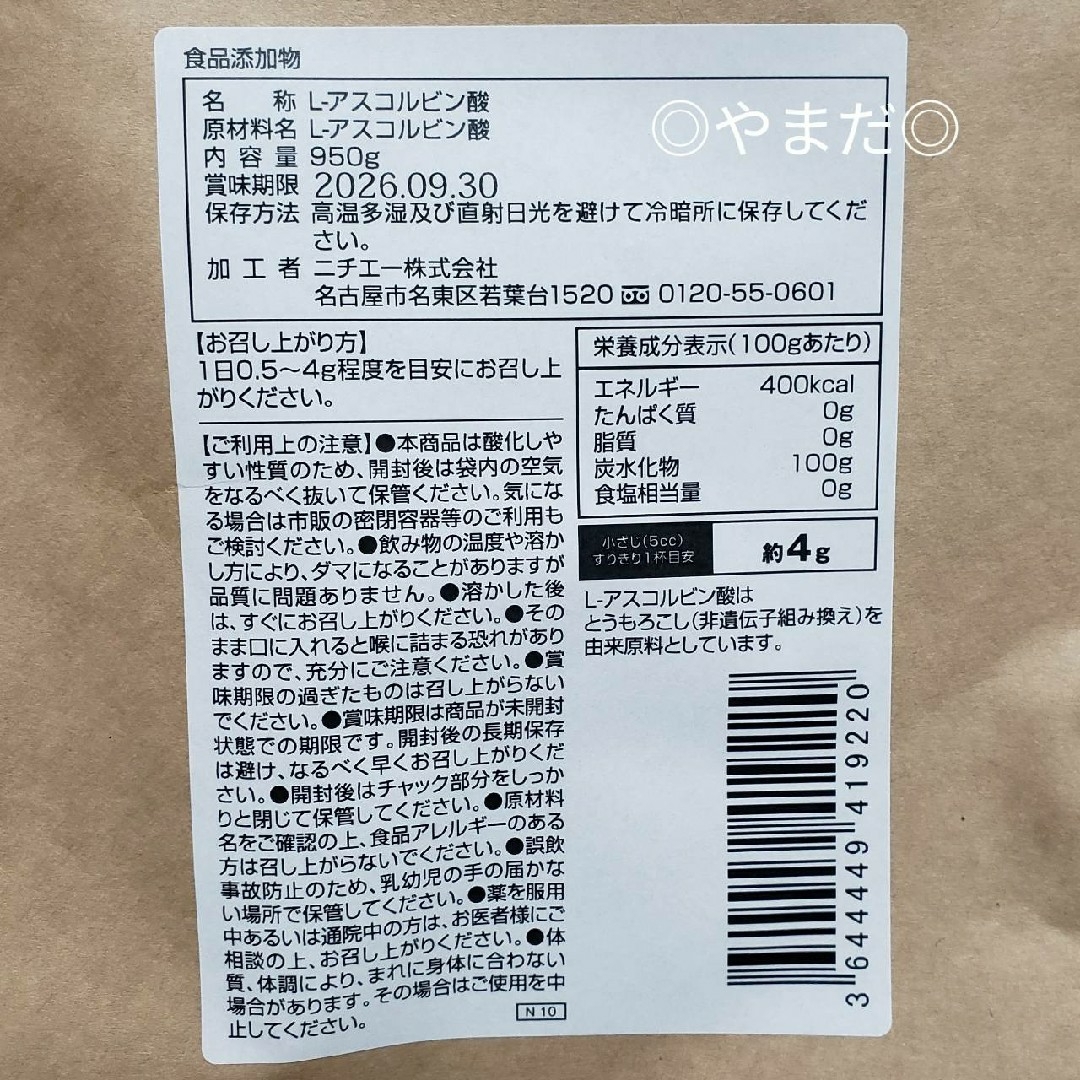 食品添加物
名称 L-アスコルビン酸
原材料名 L-アスコルビン酸
内容量 950g
賞味期限 2026.09.30
保存方法 高温多湿及び直射日光を避けて冷暗所に保存してくだ
さい。
加工者 ニチエー株式会社
名古屋市名東区若葉台1520 0120-55-0601
◎やまだ◎
【お召し上がり方】
1日0.5〜4g程度を目安にお召し上
がりください。
【ご利用上の注意】●本商品は酸化しや
すい性質のため、開封後は袋内の空気
をなるべく抜いて保管ください。気にな
る場合は市販の密閉容器等のご利用も
ご検討ください。●飲み物の温度や溶か
し方により、ダマになることがありますが
品質に問題ありません。●溶かした後
は、すぐにお召し上がりください。●その
まま口に入れると喉に詰まる恐れがあり
ますので、充分にご注意ください。●賞
味期限の過ぎたものは召し上がらない
でください。●賞味期限は商品が未開封
状態での期限です。開封後の長期保存
は避け、なるべく早くお召し上がりくだ
さい。●開封後はチャック部分をしっか
りと閉じて保管してください。●原材料
名をご確認の上、食品アレルギーのある
方は召し上がらないでください。●誤飲
事故防止のため、乳幼児の手の届かな
い場所で保管してください。●薬を服用
中あるいは通院中の方は、お医者様にご
相談の上、お召し上がりください。●体
質、体調により、まれに身体に合わない
場合があります。その場合はご使用を中
止してください。
N 10
栄養成分表示(100gあたり)
エネルギー 400kcal
たんぱく質 0g
脂質 0g
炭水化物 100g
食塩相当量 0g
小さじ(5cc)
すりきり1杯目安
約4g
L-アスコルビン酸は
とうもろこし(非遺伝子組み換え)を
由来原料としています。
3644449419220